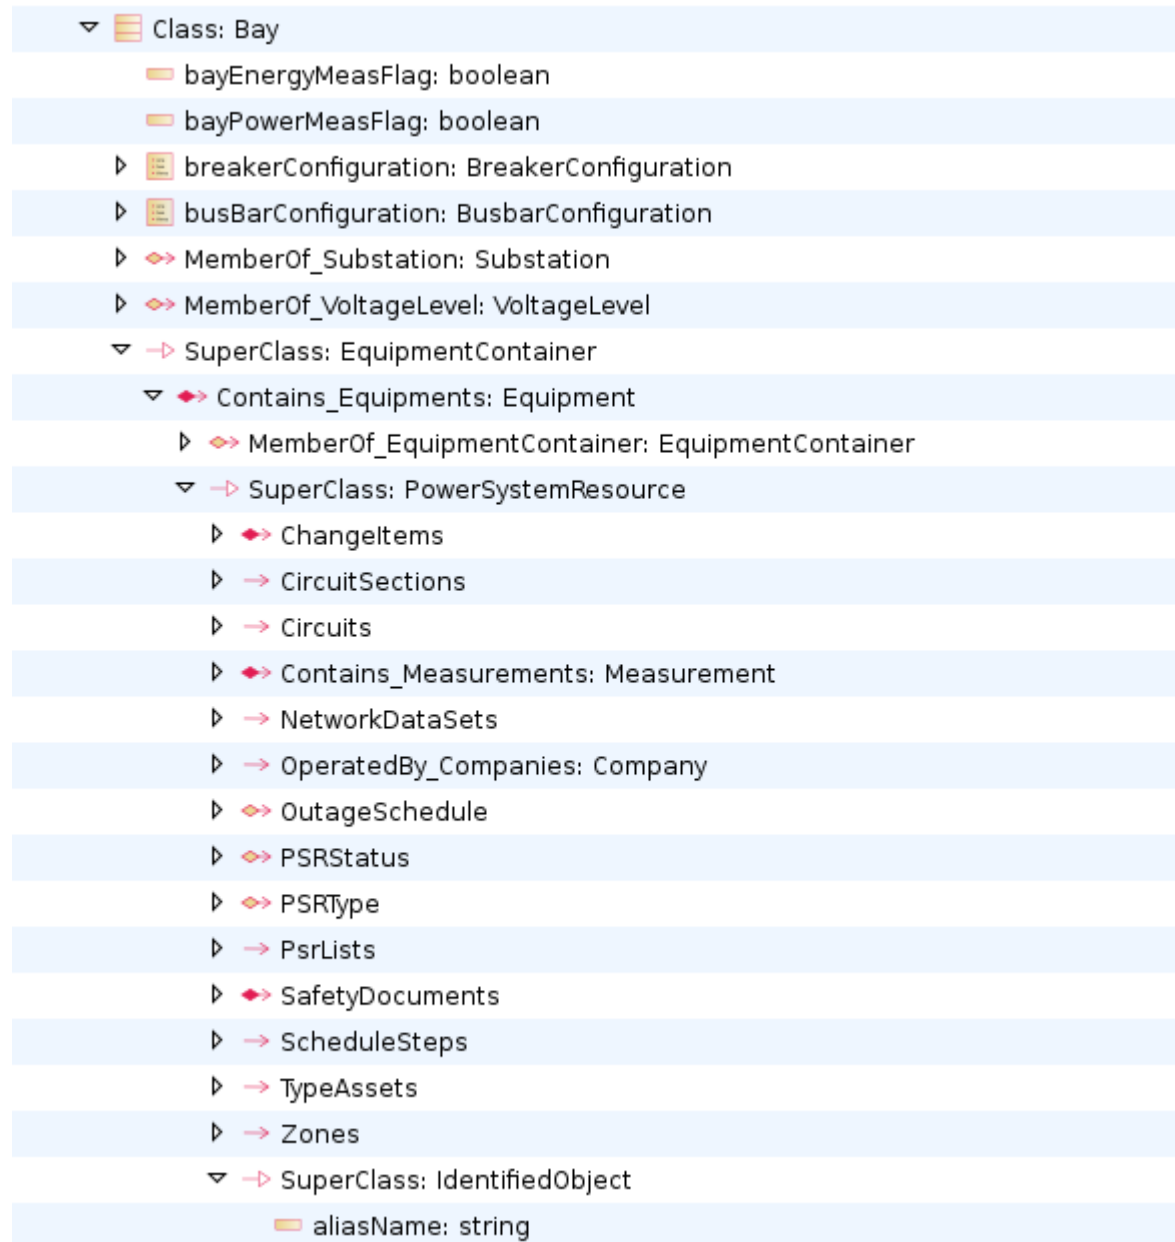 Class: Bay
bayEnergyMeasFlag: boolean
bayPowerMeasFlag: boolean
breakerConfiguration: BreakerConfiguration
busBarConfiguration: BusbarConfiguration
MemberOf_Substation: Substation
MemberOf_VoltageLevel: VoltageLevel
SuperClass: EquipmentContainer
Contains_Equipments: Equipment
MemberOf_EquipmentContainer: EquipmentContainer
SuperClass: PowerSystemResource
ChangeItems
CircuitSections
Circuits
Contains_Measurements: Measurement
NetworkDataSets
OperatedBy_Companies: Company
OutageSchedule
PSRStatus
PSRType
PsrLists
SafetyDocuments
ScheduleSteps
TypeAssets
Zones
SuperClass: IdentifiedObject
aliasName: string